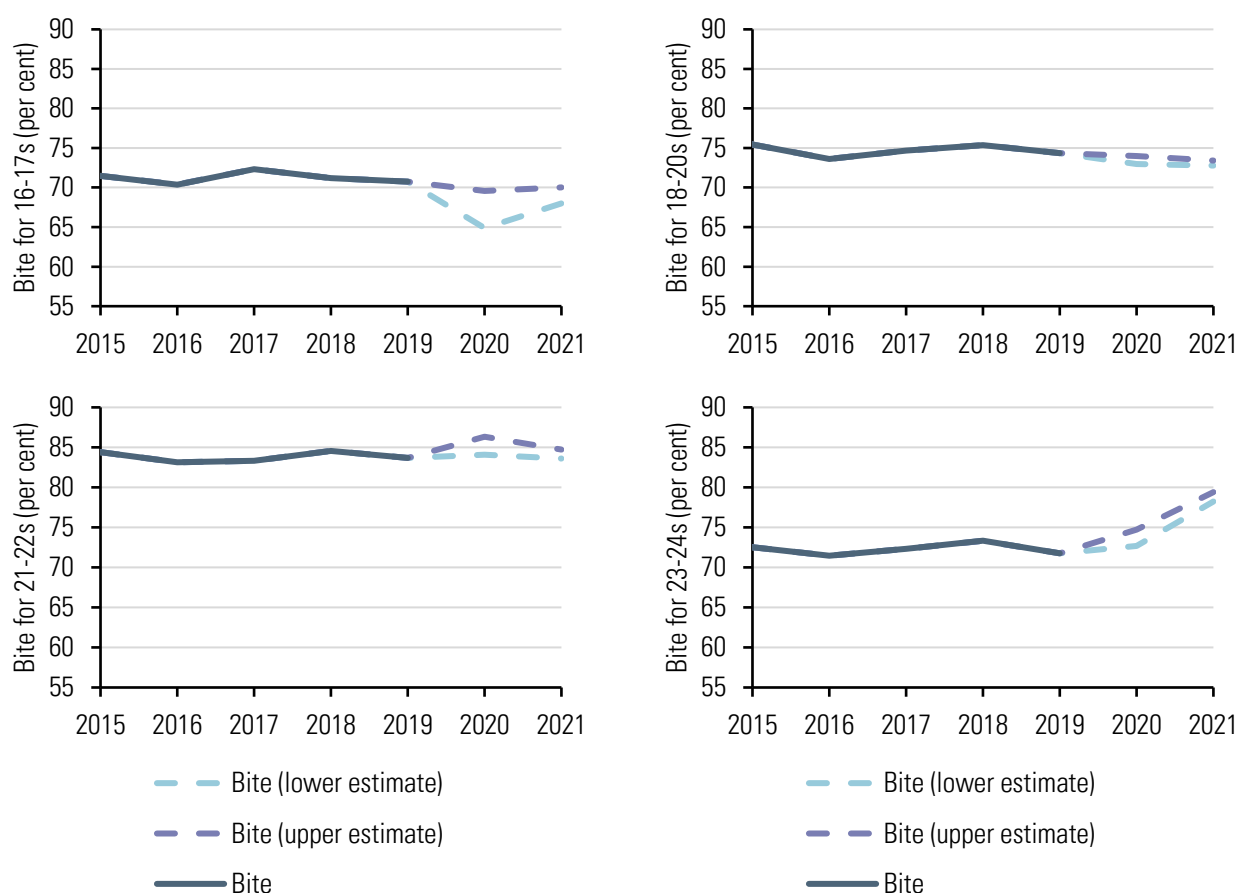 Bite for 16-17s (per cent)
90
85
80
75
70
65
60
55
2015 2016 2017 2018 2019 2020 2021
Bite for 18-20s (per cent)
90
85
80
75
70
65
60
55
2015 2016 2017 2018 2019 2020 2021
Bite for 21-22s (per cent)
90
85
80
75
70
65
60
55
2015 2016 2017 2018 2019 2020 2021
Bite for 23-24s (per cent)
90
85
80
75
70
65
60
55
2015 2016 2017 2018 2019 2020 2021
Bite (lower estimate)
Bite (upper estimate)
Bite
Bite (lower estimate)
Bite (upper estimate)
Bite